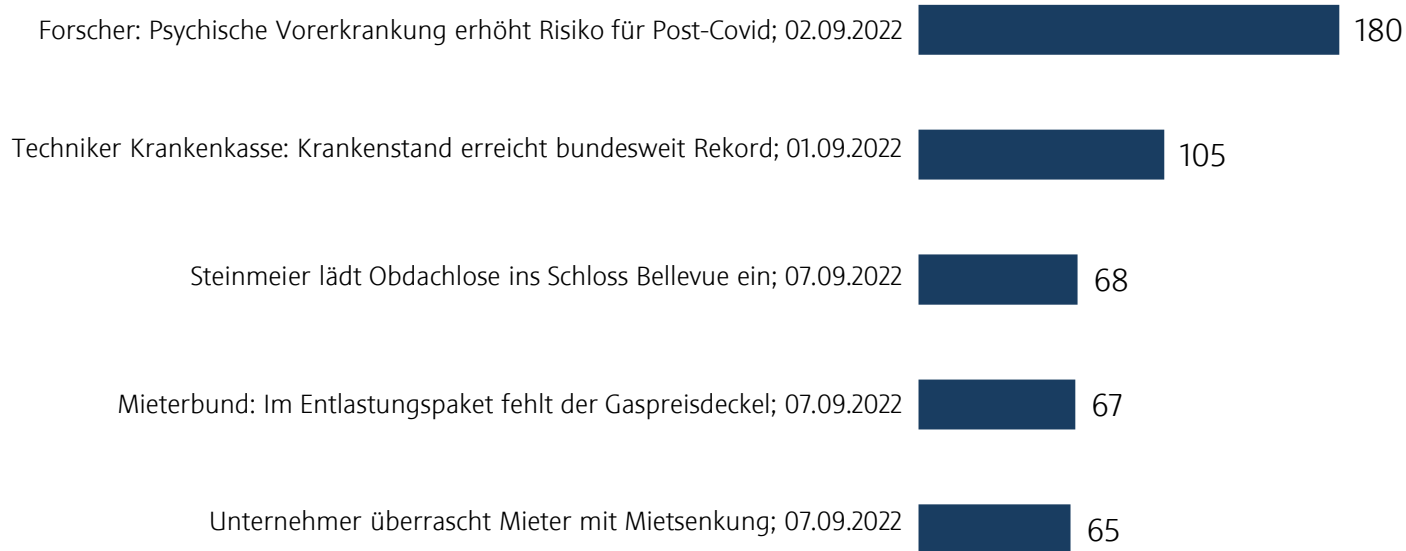 Forscher: Psychische Vorerkrankung erhöht Risiko für Post-Covid; 02.09.2022 180
Techniker Krankenkasse: Krankenstand erreicht bundesweit Rekord; 01.09.2022 105
Steinmeier lädt Obdachlose ins Schloss Bellevue ein; 07.09.2022 68
Mieterbund: Im Entlastungspaket fehlt der Gaspreisdeckel; 07.09.2022 67
Unternehmer überrascht Mieter mit Mietsenkung; 07.09.2022 65